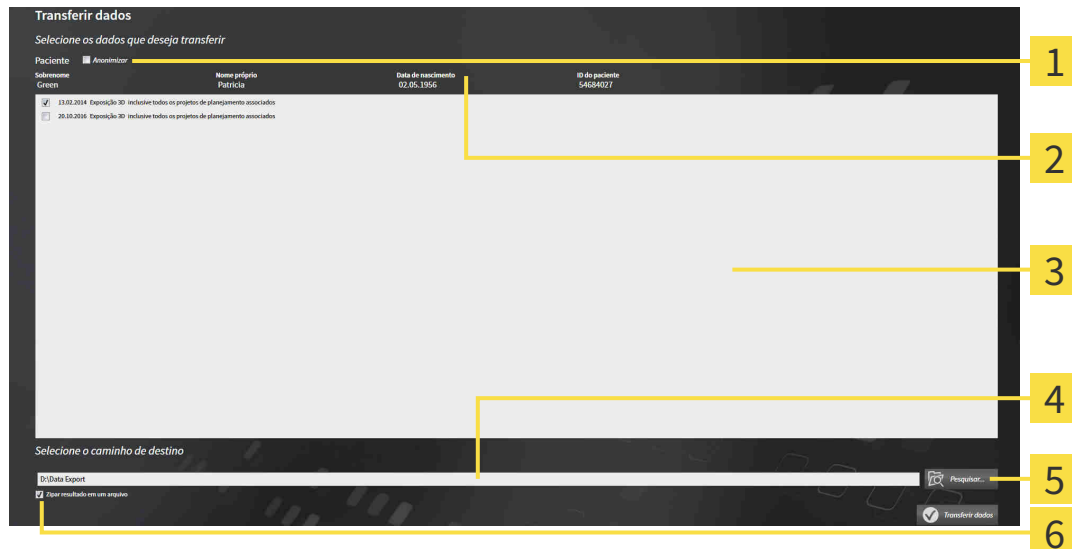 Transferir dados
Selecione os dados que deseja transferir
Paciente Anonimizar
Sobrenome Nome próprio Data de nascimento ID do paciente
Green Patricia 02.05.1956 54684027
13.02.2014 Exposição 3D inclusive todos os projetos de planejamento associados
20.10.2016 Exposição 3D inclusive todos os projetos de planejamento associados
Selecione o caminho de destino
D:\Data Export
Pesquisar...
Zipar resultado em um arquivo
Transferir dados
1
2
3
4
5
6